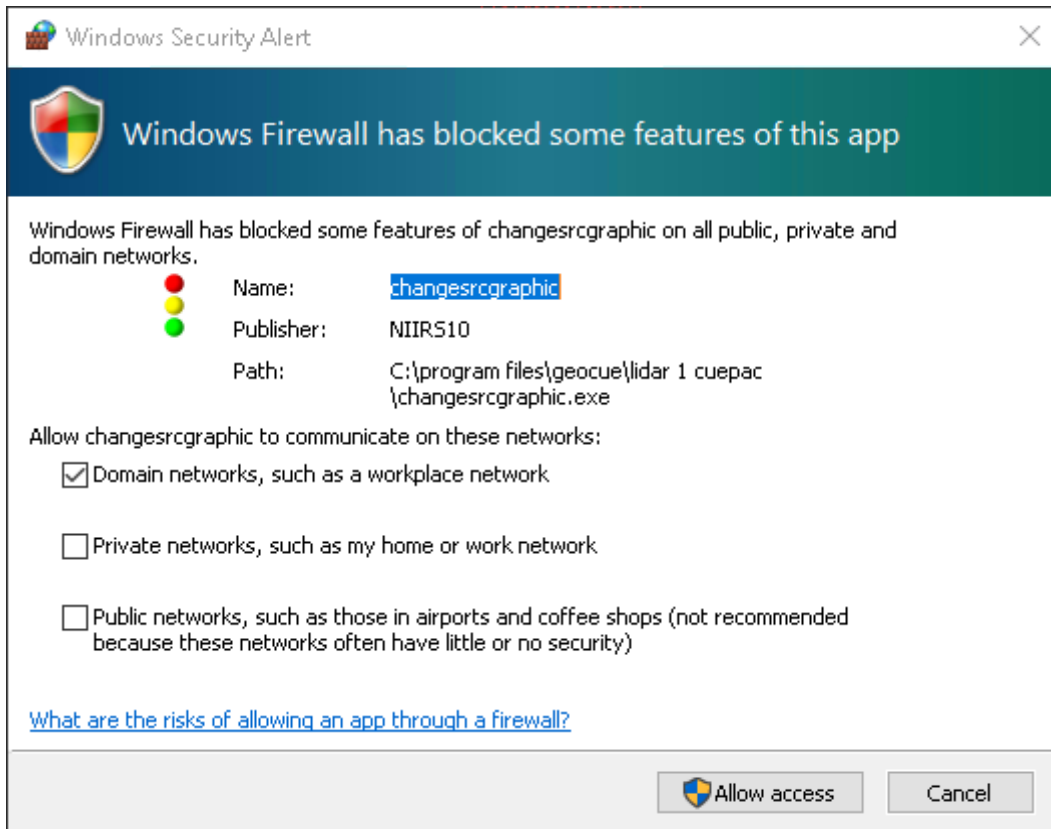 Windows Security Alert
Windows Firewall has blocked some features of this app
Windows Firewall has blocked some features of changesrcgraphic on all public, private and
domain networks.
Name: changesrcgraphic
Publisher: NIIRS10
Path: C:\program files\geocue\lidar 1 cuepac
\changesrcgraphic.exe
Allow changesrcgraphic to communicate on these networks:
Domain networks, such as a workplace network
Private networks, such as my home or work network
Public networks, such as those in airports and coffee shops (not recommended
because these networks often have little or no security)
What are the risks of allowing an app through a firewall?
Allow access Cancel